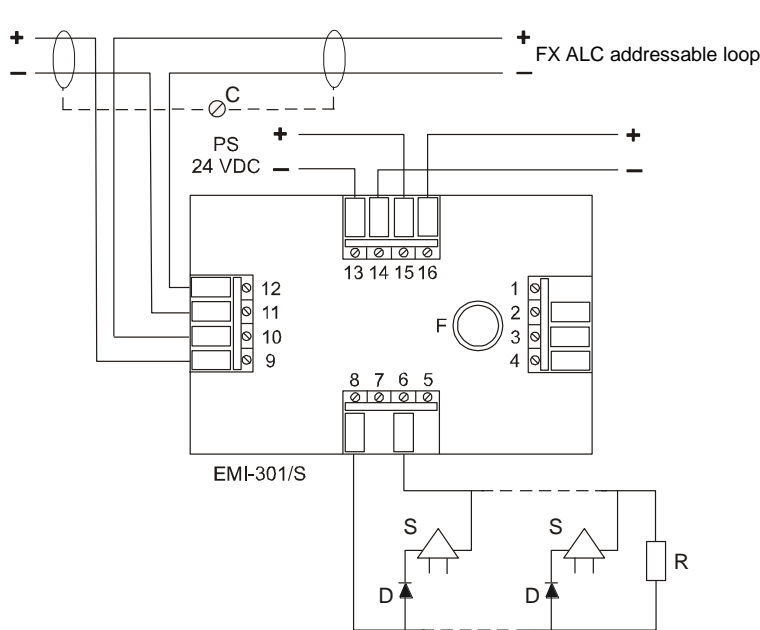 + +
FX ALC addressable loop
– –
C
PS + +
24 VDC – –
13 14 15 16
12
11
10
9
1
2
3
4
F
8 7 6 5
EMI-301/S
S S
R
D D